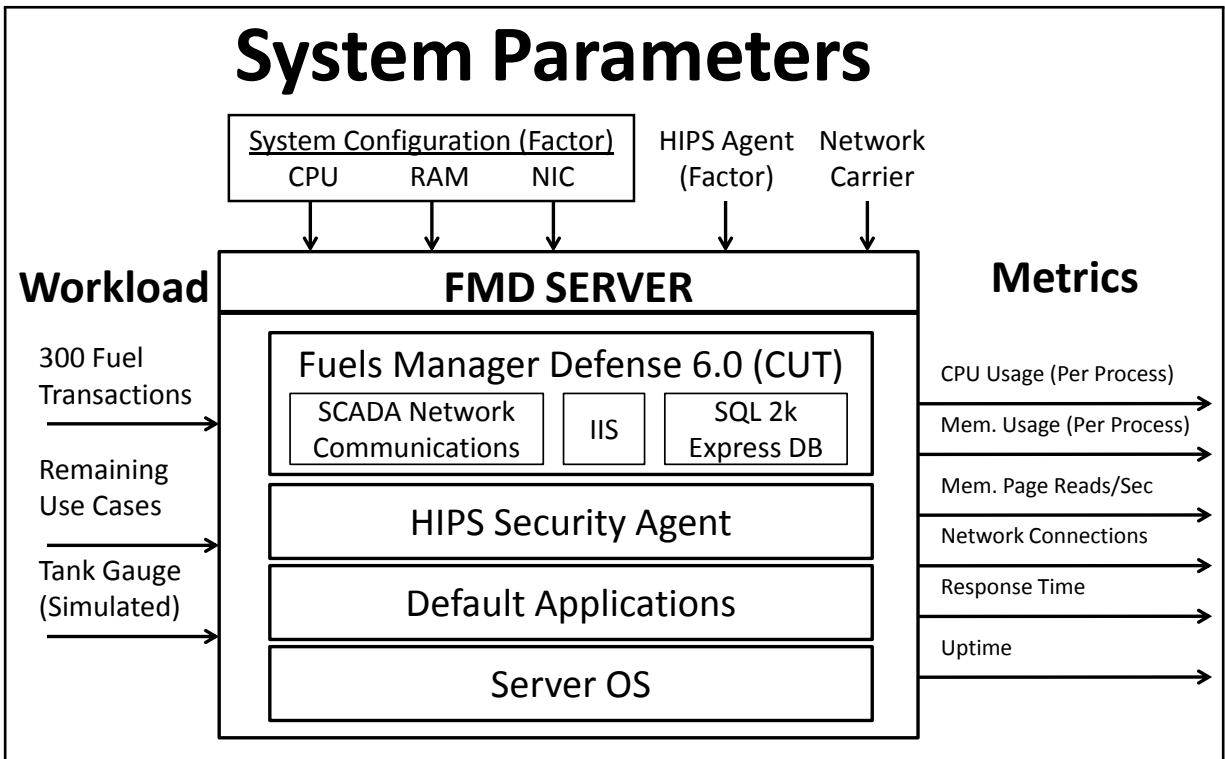 System Parameters
System Configuration (Factor)
CPU RAM NIC
HIPS Agent
(Factor)
Network
Carrier
Workload
300 Fuel
Transactions
Remaining
Use Cases
Tank Gauge
(Simulated)
FMD SERVER
Fuels Manager Defense 6.0 (CUT)
SCADA Network
Communications
IIS
SQL 2k
Express DB
HIPS Security Agent
Default Applications
Server OS
Metrics
CPU Usage (Per Process)
Mem. Usage (Per Process)
Mem. Page Reads/Sec
Network Connections
Response Time
Uptime